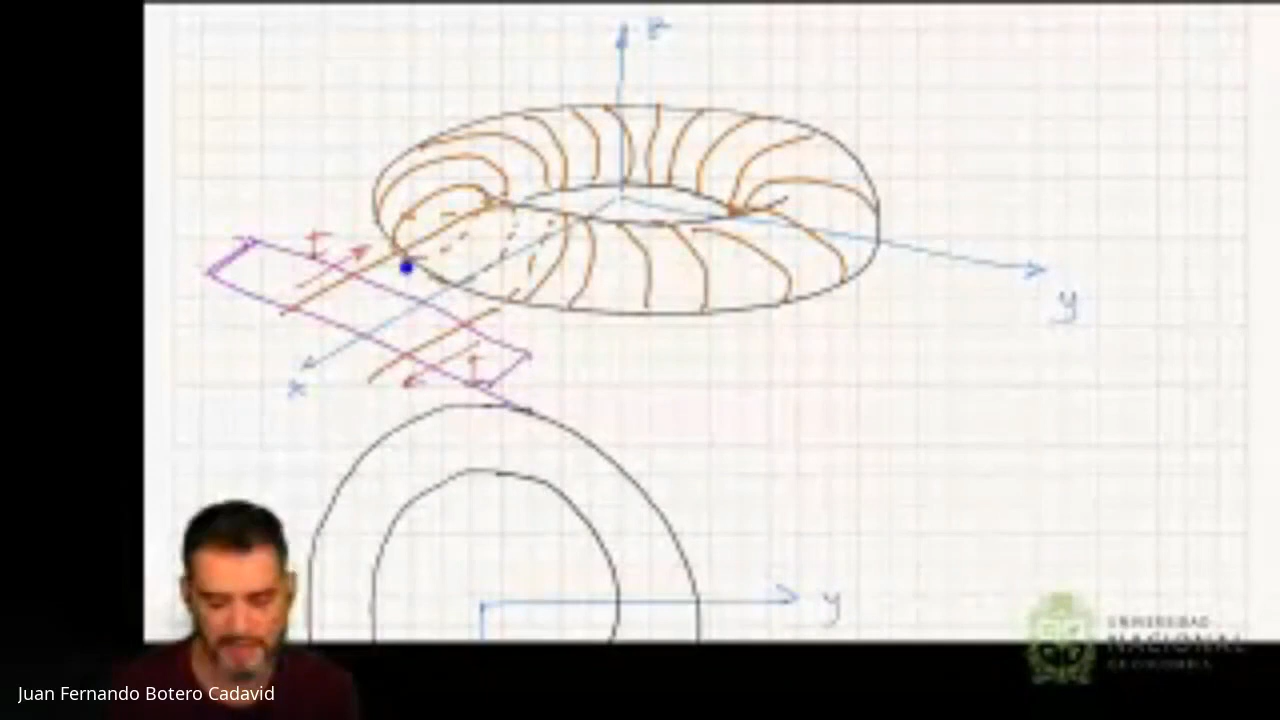 z
I
y
x
I
y
UNIVERSIDAD
NACIONAL
DE COLOMBIA
Juan Fernando Botero Cadavid